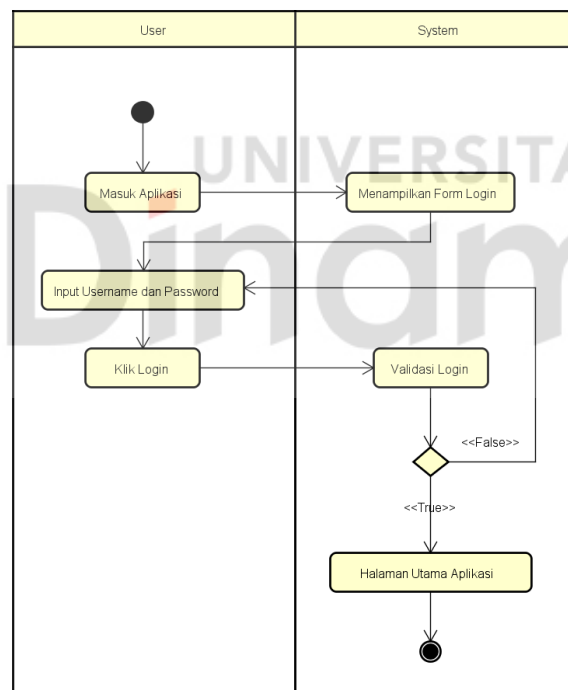 User
System
UNIVERSITA
Dinam
Masuk Aplikasi
Menampilkan Form Login
Input Username dan Password
Klik Login
Validasi Login
<<False>>
<<True>>
Halaman Utama Aplikasi